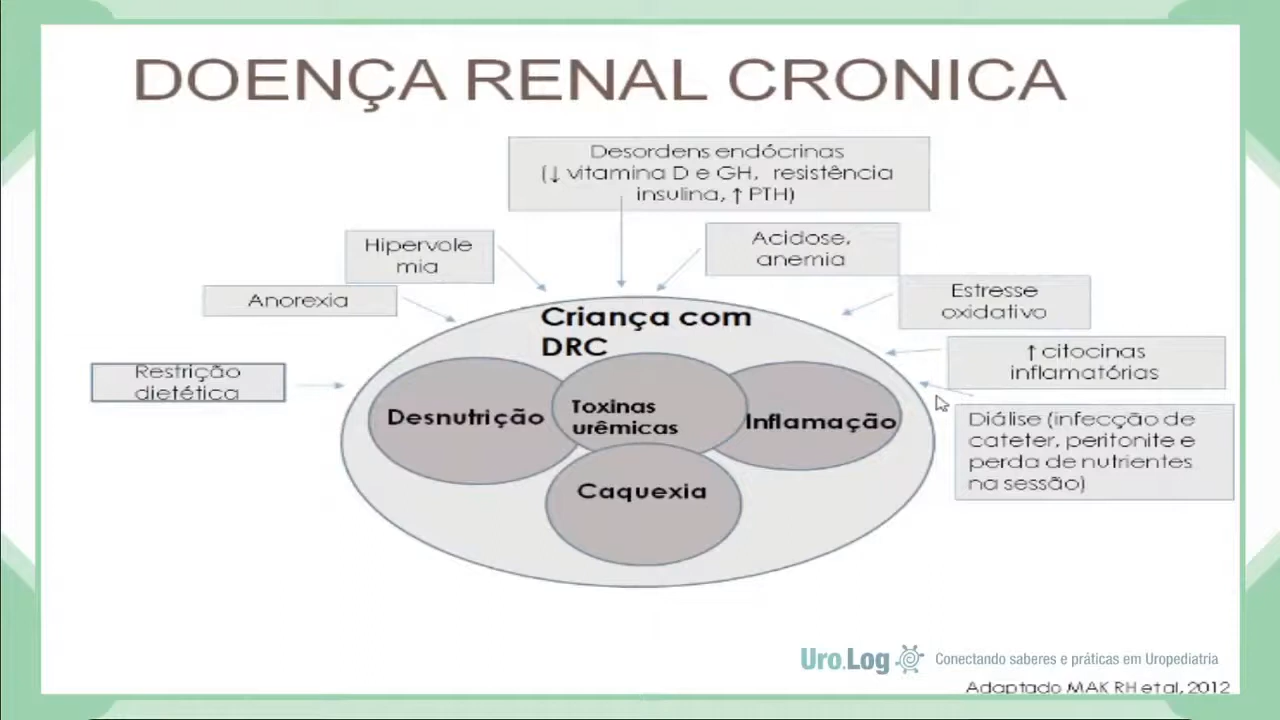 DOENÇA RENAL CRONICA
Desordens endócrinas
(↓ vitamina D e GH, resistência
insulina, ↑ PTH)
Hipervole
mia
Acidose,
anemia
Anorexia
Estresse
oxidativo
Criança com
DRC
↑ citocinas
inflamatórias
Restrição
dietética
Desnutrição
Toxinas
urêmicas
Inflamação
Diálise (infecção de
cateter, peritonite e
perda de nutrientes
na sessão)
Caquexia
Uro.Log
Conectando saberes e práticas em Uropediatria
Adaptado MAK RH et al, 2012